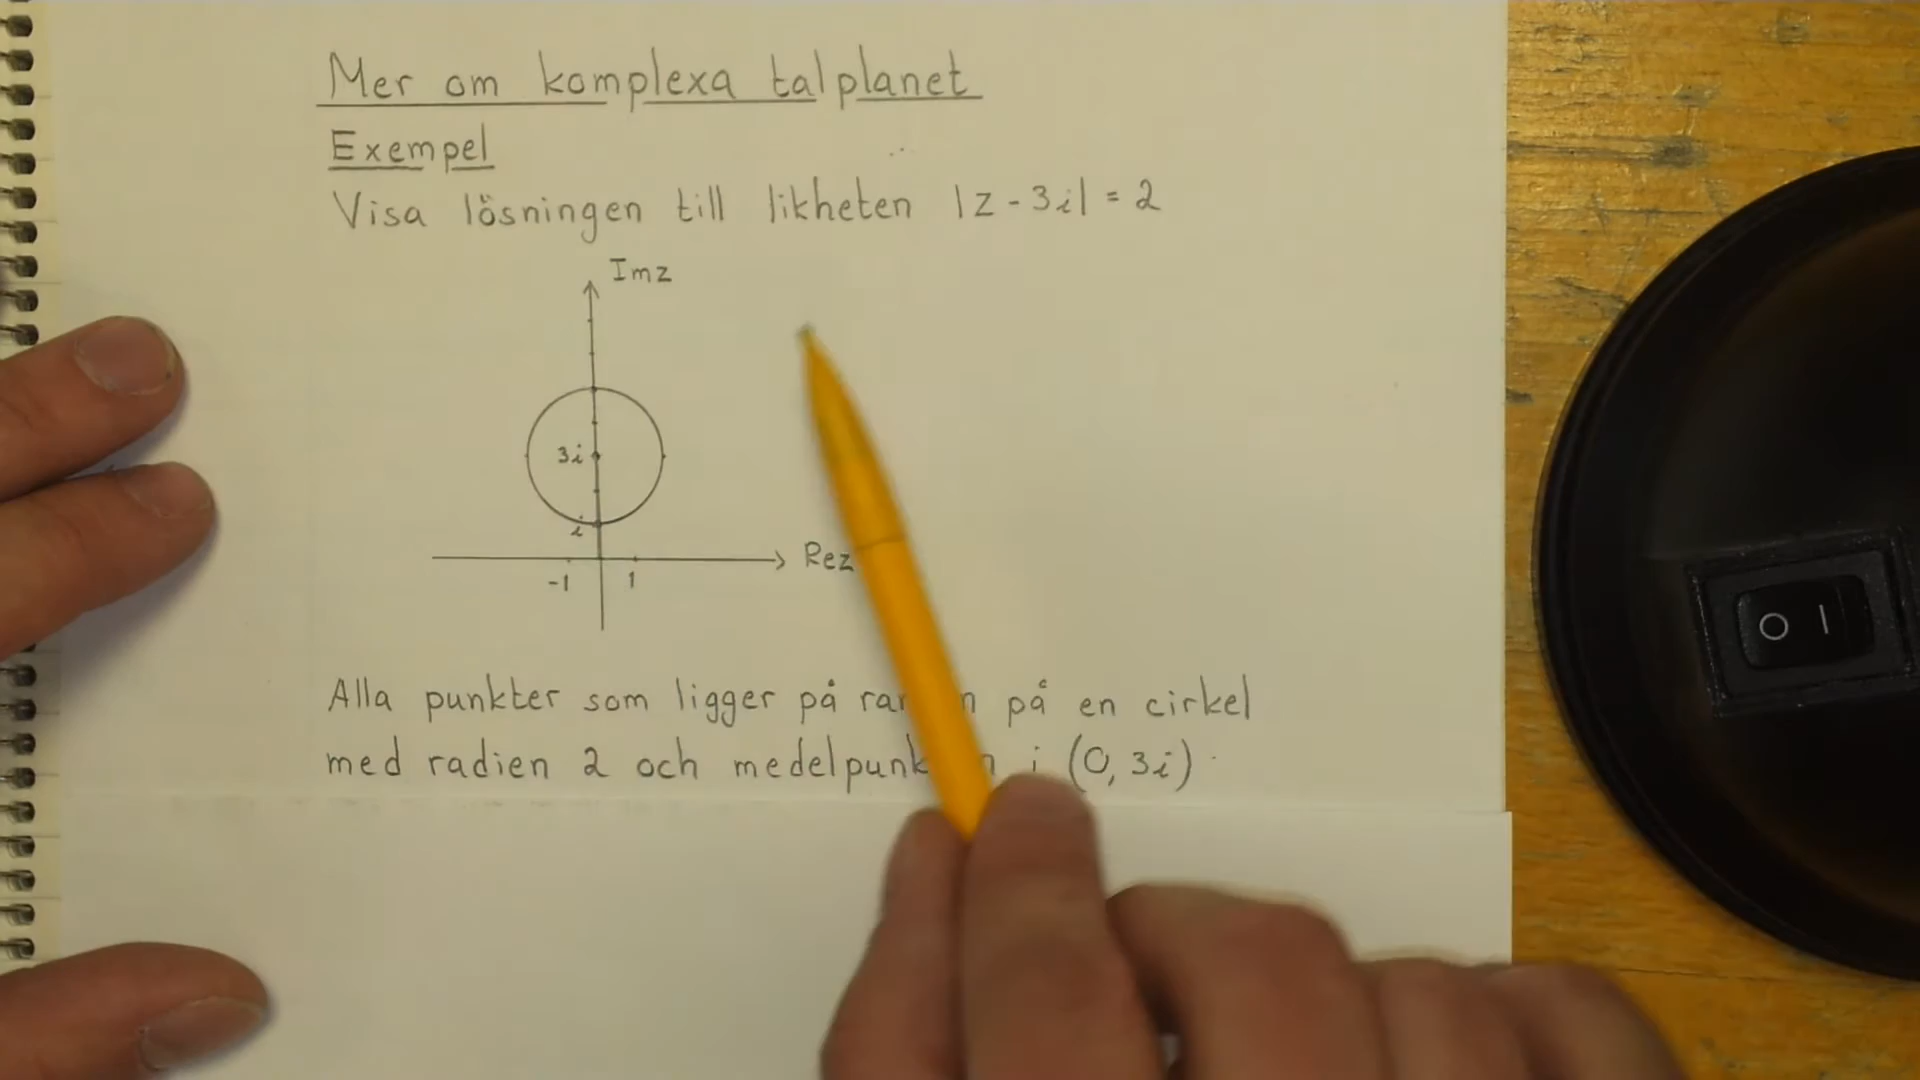 Mer om komplexa talplanet
Exempel
Visa lösningen till likheten |z - 3i| = 2
Imz
3i
i
Rez
-1 1
Alla punkter som ligger på en cirkel
med radien 2 och i (0, 3i)
O I